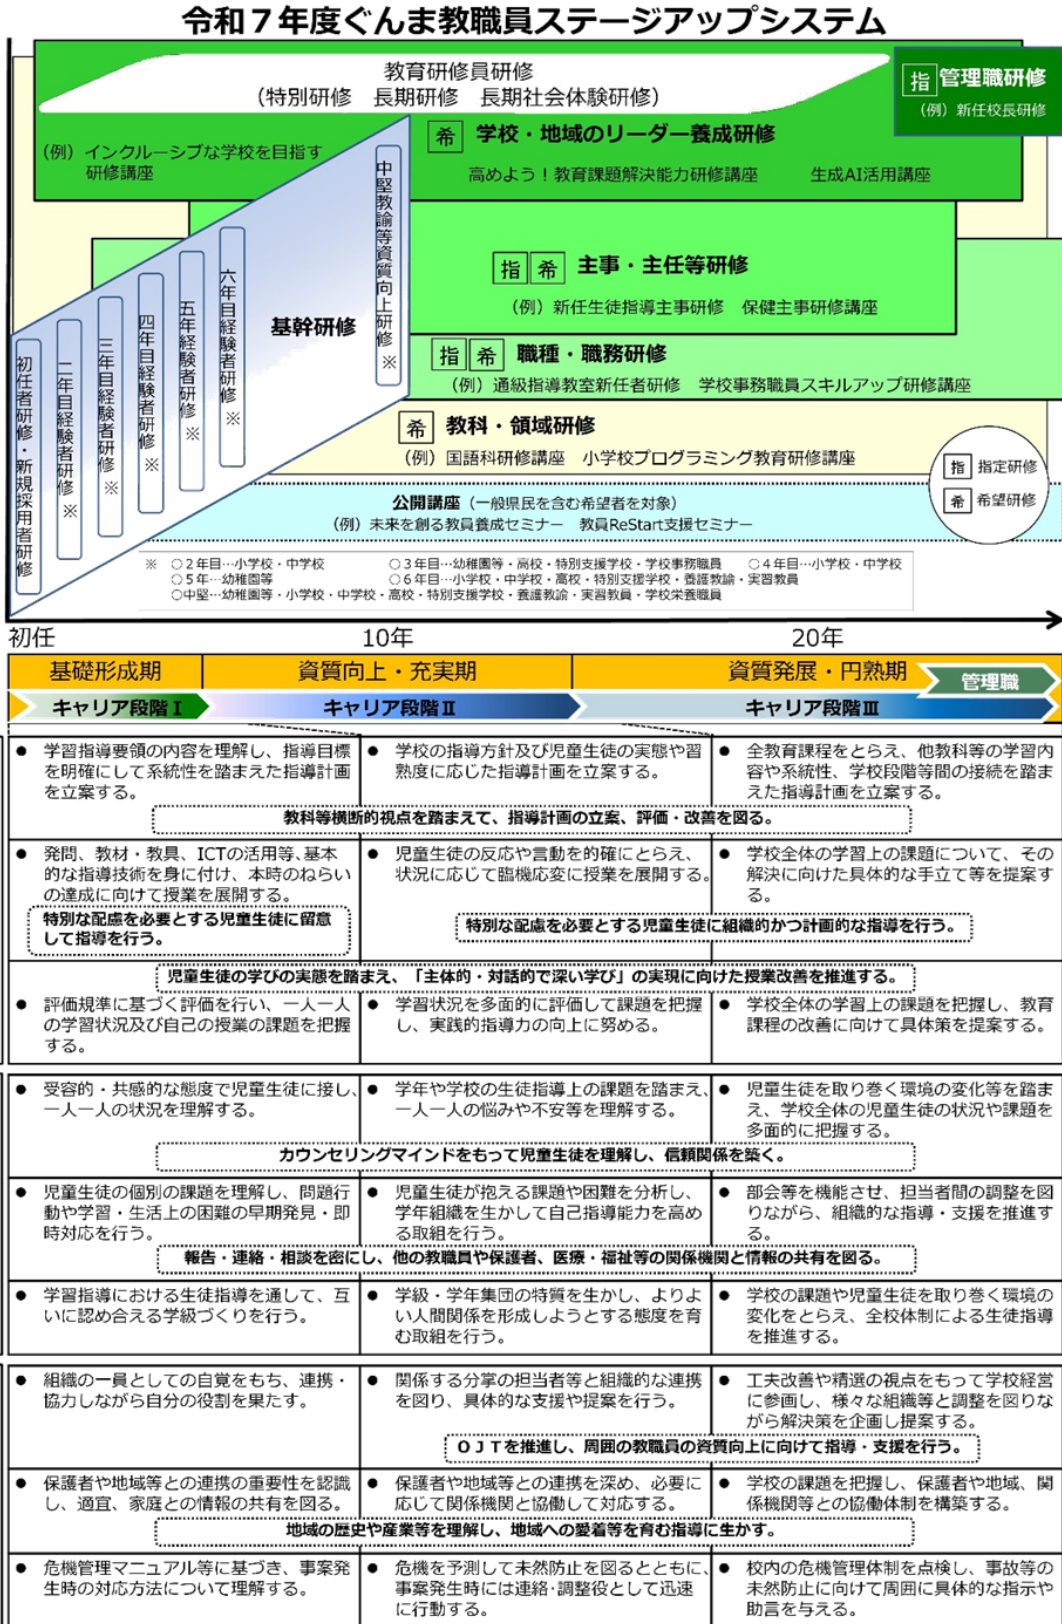 令和７年度ぐんま教職員ステージアップシステム
教育研修員研修
（特別研修　長期研修　長期社会体験研修）
指 管理職研修
（例）新任校長研修
希 学校・地域のリーダー養成研修
（例）インクルーシブな学校を目指す
研修講座
高めよう！教育課題解決能力研修講座　生成AI活用講座
指 希 主事・主任等研修
（例）新任生徒指導主事研修　保健主事研修講座
指 希 職種・職務研修
（例）通級指導教室新任者研修　学校事務職員スキルアップ研修講座
希 教科・領域研修
（例）国語科研修講座　小学校プログラミング教育研修講座
基幹研修
初任者研修・新規採用者研修
二年目経験者研修 ※
三年目経験者研修 ※
四年目経験者研修 ※
五年経験者研修 ※
六年目経験者研修 ※
中堅教諭等資質向上研修 ※
指 指定研修
希 希望研修
公開講座（一般県民を含む希望者を対象）
（例）未来を創る教員養成セミナー　教員ReStart支援セミナー
※　○２年目…小学校・中学校　○３年目…幼稚園等・高校・特別支援学校・学校事務職員　○４年目…小学校・中学校
○５年…幼稚園等　○６年目…小学校・中学校・高校・特別支援学校・養護教諭・実習教員
○中堅…幼稚園等・小学校・中学校・高校・特別支援学校・養護教諭・実習教員・学校栄養職員
初任　10年　20年
基礎形成期　資質向上・充実期　資質発展・円熟期　管理職
キャリア段階Ⅰ　キャリア段階Ⅱ　キャリア段階Ⅲ
● 学習指導要領の内容を理解し、指導目標
を明確にして系統性を踏まえた指導計画
を立案する。
● 学校の指導方針及び児童生徒の実態や習
熟度に応じた指導計画を立案する。
● 全教育課程をとらえ、他教科等の学習内
容や系統性、学校段階等間の接続を踏ま
えた指導計画を立案する。
教科等横断的視点を踏まえて、指導計画の立案、評価・改善を図る。
● 発問、教材・教具、ICTの活用等、基本
的な指導技術を身に付け、本時のねらい
の達成に向けて授業を展開する。
● 児童生徒の反応や言動を的確にとらえ、
状況に応じて臨機応変に授業を展開する。
● 学校全体の学習上の課題について、その
解決に向けた具体的な手立て等を提案す
る。
特別な配慮を必要とする児童生徒に留意
して指導を行う。
特別な配慮を必要とする児童生徒に組織的かつ計画的な指導を行う。
児童生徒の学びの実態を踏まえ、「主体的・対話的で深い学び」の実現に向けた授業改善を推進する。
● 評価規準に基づく評価を行い、一人一人
の学習状況及び自己の授業の課題を把握
する。
● 学習状況を多面的に評価して課題を把握
し、実践的指導力の向上に努める。
● 学校全体の学習上の課題を把握し、教育
課程の改善に向けて具体策を提案する。
● 受容的・共感的な態度で児童生徒に接し、
一人一人の状況を理解する。
● 学年や学校の生徒指導上の課題を踏まえ、
一人一人の悩みや不安等を理解する。
● 児童生徒を取り巻く環境の変化等を踏ま
え、学校全体の児童生徒の状況や課題を
多面的に把握する。
カウンセリングマインドをもって児童生徒を理解し、信頼関係を築く。
● 児童生徒の個別の課題を理解し、問題行
動や学習・生活上の困難の早期発見・即
時対応を行う。
● 児童生徒が抱える課題や困難を分析し、
学年組織を生かして自己指導能力を高め
る取組を行う。
● 部会等を機能させ、担当者間の調整を図
りながら、組織的な指導・支援を推進す
る。
報告・連絡・相談を密にし、他の教職員や保護者、医療・福祉等の関係機関と情報の共有を図る。
● 学習指導における生徒指導を通して、互
いに認め合える学級づくりを行う。
● 学級・学年集団の特質を生かし、よりよ
い人間関係を形成しようとする態度を育
む取組を行う。
● 学校の課題や児童生徒を取り巻く環境の
変化をとらえ、全校体制による生徒指導
を推進する。
● 組織の一員としての自覚をもち、連携・
協力しながら自分の役割を果たす。
● 関係する分掌の担当者等と組織的な連携
を図り、具体的な支援や提案を行う。
● 工夫改善や精選の視点をもって学校経営
に参画し、様々な組織等と調整を図りな
がら解決策を企画し提案する。
ＯＪＴを推進し、周囲の教職員の資質向上に向けて指導・支援を行う。
● 保護者や地域等との連携の重要性を認識
し、適宜、家庭との情報の共有を図る。
● 保護者や地域等との連携を深め、必要に
応じて関係機関と協働して対応する。
● 学校の課題を把握し、保護者や地域、関
係機関等との協働体制を構築する。
地域の歴史や産業等を理解し、地域への愛着等を育む指導に生かす。
● 危機管理マニュアル等に基づき、事案発
生時の対応方法について理解する。
● 危機を予測して未然防止を図るとともに、
事案発生時には連絡・調整役として迅速
に行動する。
● 校内の危機管理体制を点検し、事故等の
未然防止に向けて周囲に具体的な指示や
助言を与える。